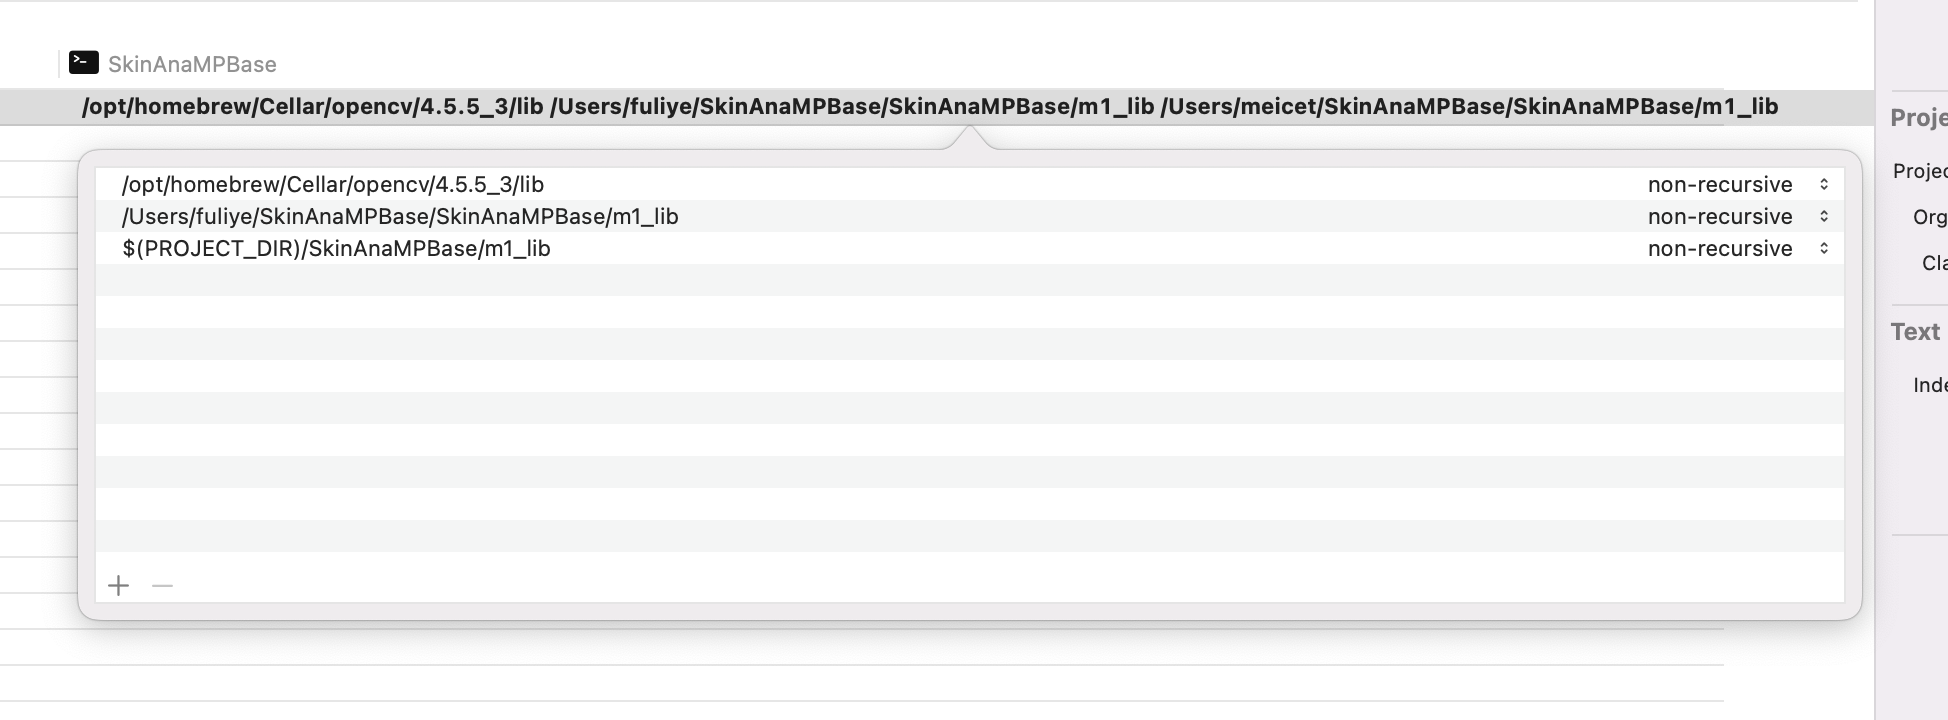 SkinAnaMPBase
/opt/homebrew/Cellar/opencv/4.5.5_3/lib /Users/fuliye/SkinAnaMPBase/SkinAnaMPBase/m1_lib /Users/meicet/SkinAnaMPBase/SkinAnaMPBase/m1_lib
/opt/homebrew/Cellar/opencv/4.5.5_3/lib non-recursive
/Users/fuliye/SkinAnaMPBase/SkinAnaMPBase/m1_lib non-recursive
$(PROJECT_DIR)/SkinAnaMPBase/m1_lib non-recursive
Proje
Projec
Org
Cla
Text
Inde